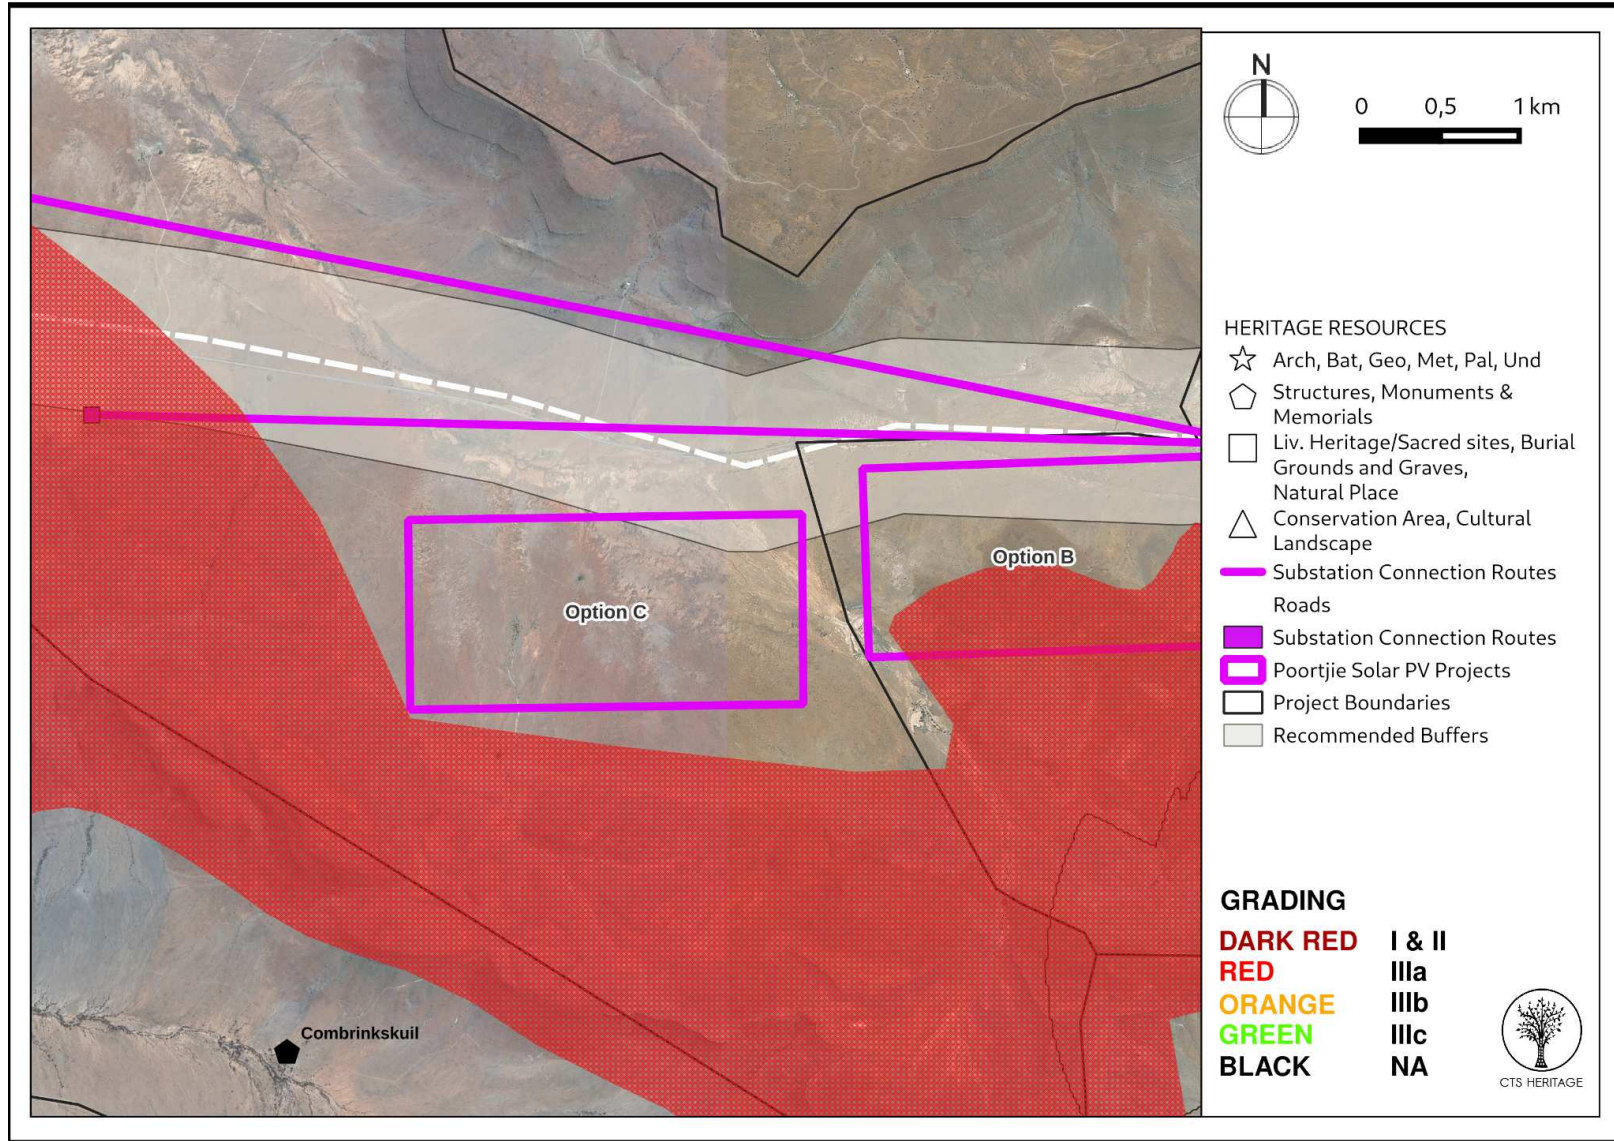 N
0 0,5 1 km
HERITAGE RESOURCES
Arch, Bat, Geo, Met, Pal, Und
Structures, Monuments &
Memorials
Liv. Heritage/Sacred sites, Burial
Grounds and Graves,
Natural Place
Conservation Area, Cultural
Landscape
Substation Connection Routes
Roads
Substation Connection Routes
Poortjie Solar PV Projects
Project Boundaries
Recommended Buffers
GRADING
DARK RED I & II
RED IIIa
ORANGE IIIb
GREEN IIIc
BLACK NA
CTS HERITAGE
Option B
Option C
Combrinkskuil